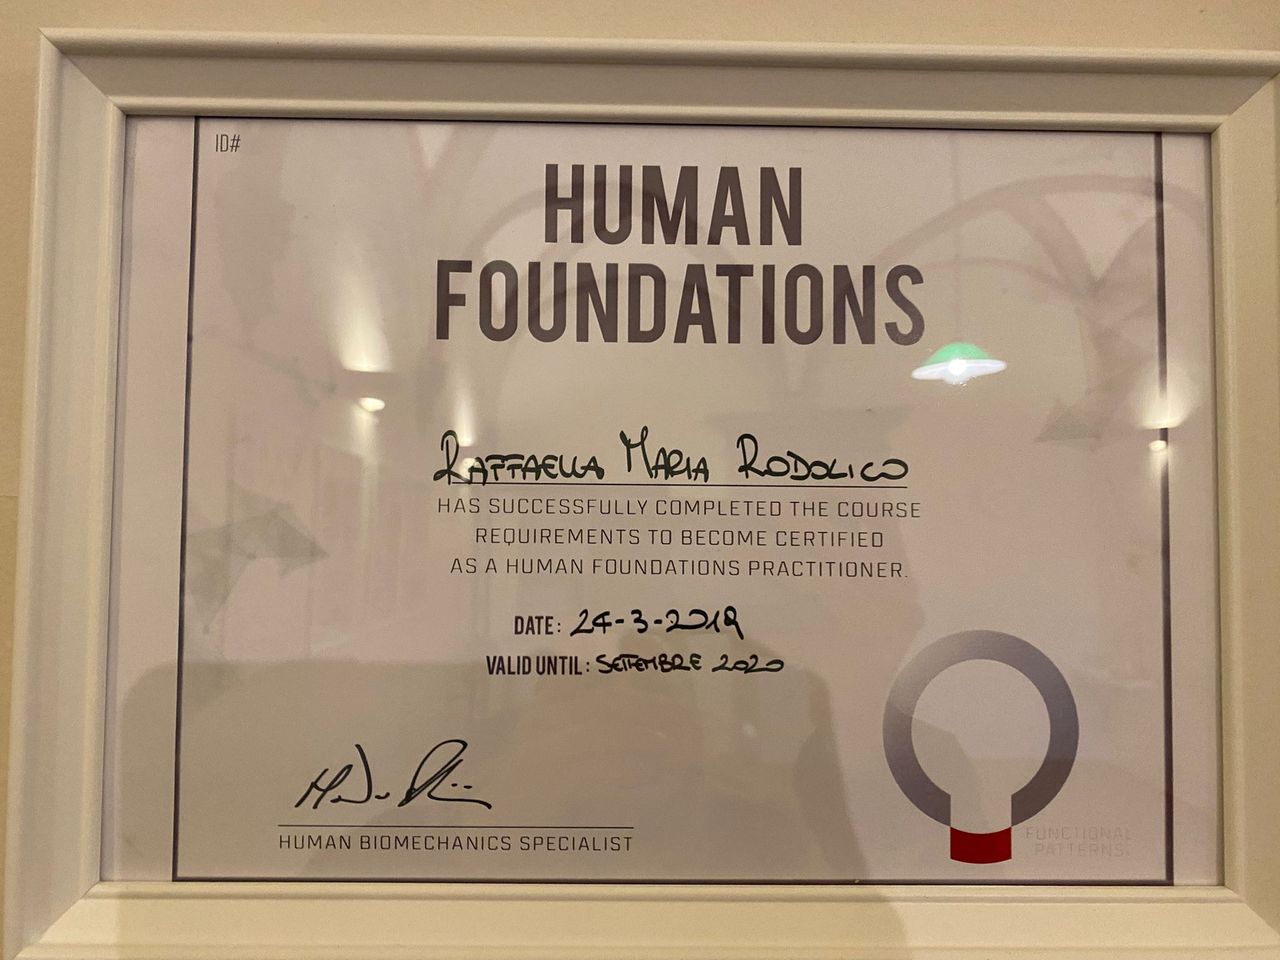 ID#
HUMAN
FOUNDATIONS
RAFFAELLA MARIA RODOLICO
HAS SUCCESSFULLY COMPLETED THE COURSE
REQUIREMENTS TO BECOME CERTIFIED
AS A HUMAN FOUNDATIONS PRACTITIONER.
DATE: 24-3-2019
VALID UNTIL: SETTEMBRE 2020
HUMAN BIOMECHANICS SPECIALIST
FUNCTIONAL
PATTERNS